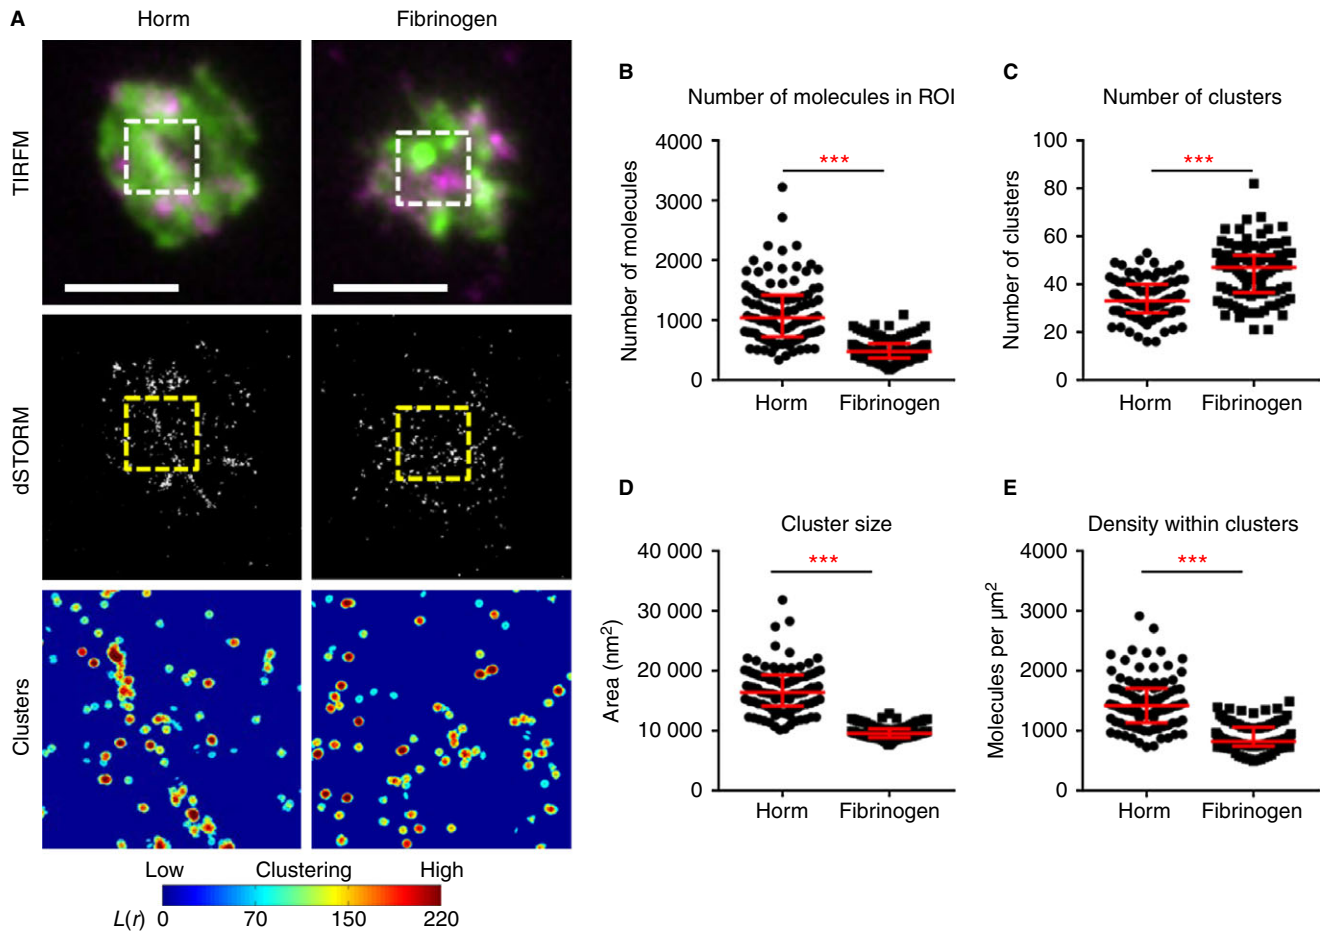 A
Horm
Fibrinogen
TIRFM
dSTORM
Clusters
Low
Clustering
High
L(r)
0
70
150
220
B
Number of molecules in ROI
Number of molecules
4000
3000
2000
1000
0
***
Horm
Fibrinogen
C
Number of clusters
Number of clusters
100
80
60
40
20
0
***
Horm
Fibrinogen
D
Cluster size
Area (nm²)
40 000
30 000
20 000
10 000
0
***
Horm
Fibrinogen
E
Density within clusters
Molecules per µm²
4000
3000
2000
1000
0
***
Horm
Fibrinogen